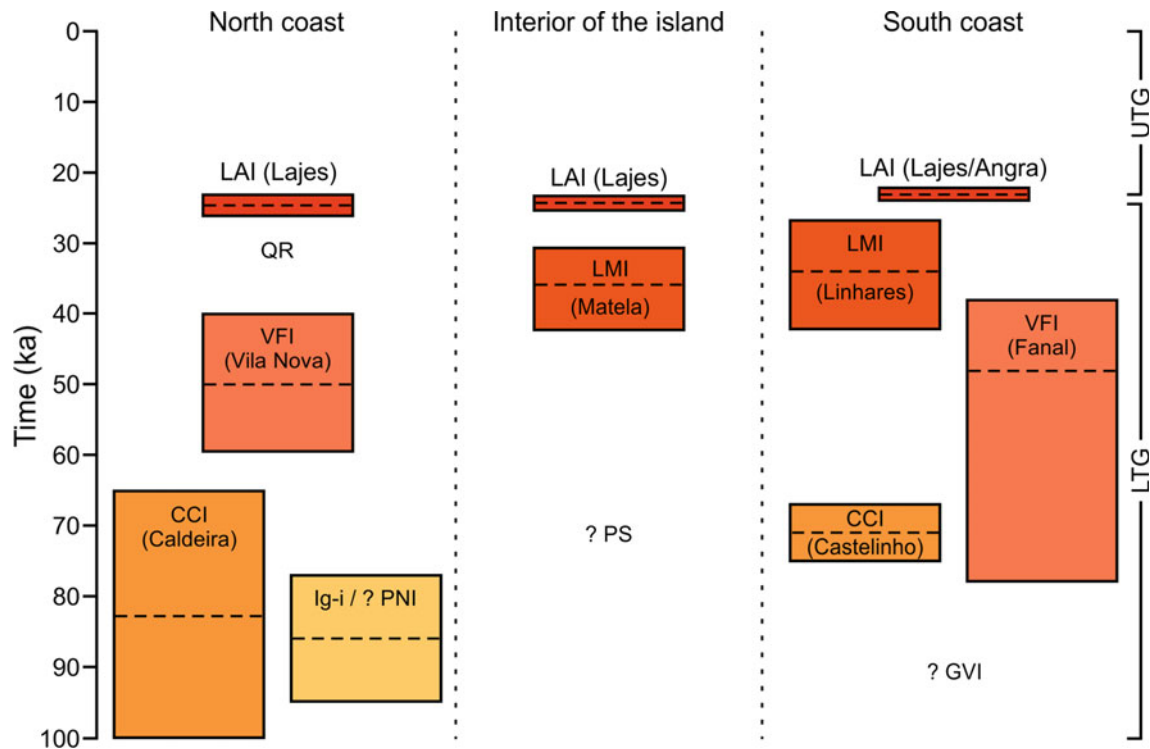 North coast
Interior of the island
South coast
Time (ka)
0
10
20
30
40
50
60
70
80
90
100
LAI (Lajes)
QR
VFI
(Vila Nova)
CCI
(Caldeira)
Ig-i / ? PNI
LAI (Lajes)
LMI
(Matela)
? PS
LAI (Lajes/Angra)
LMI
(Linhares)
VFI
(Fanal)
CCI
(Castelinho)
? GVI
UTG
LTG